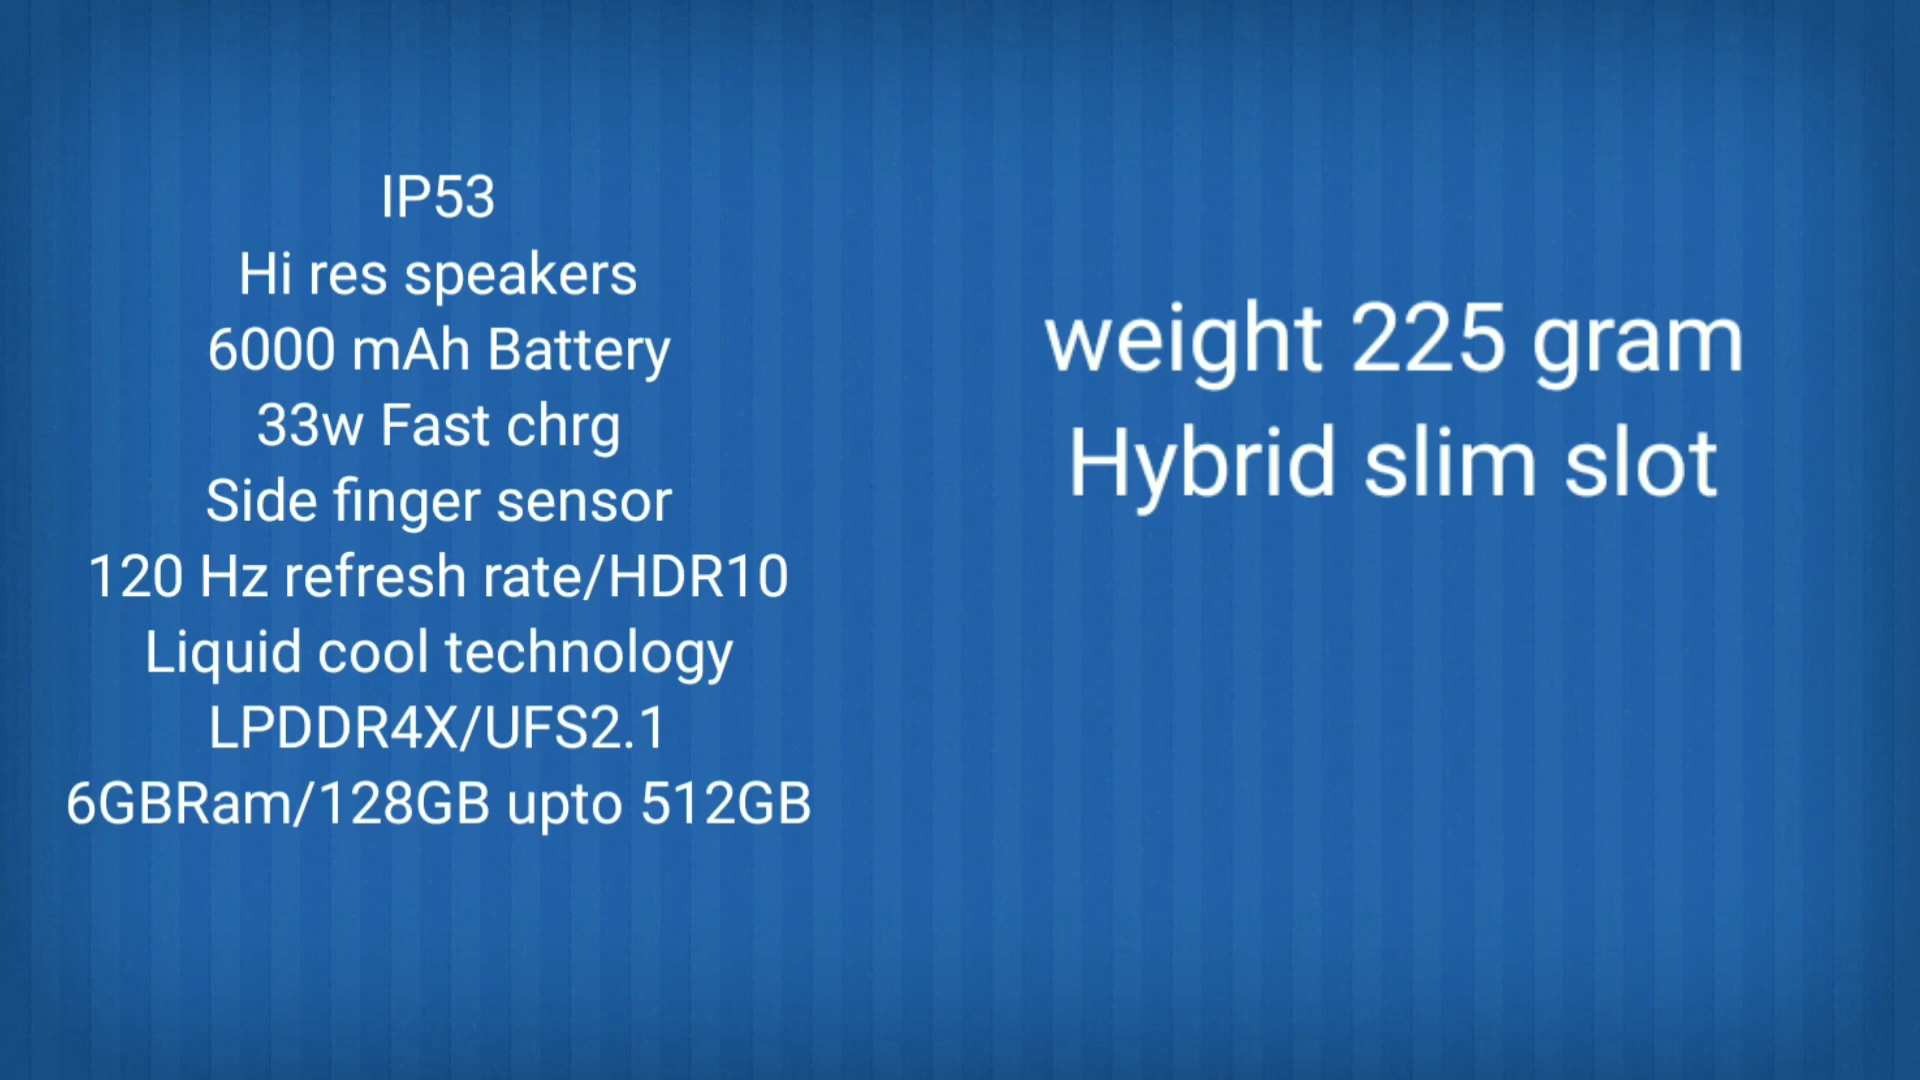 IP53
Hi res speakers
6000 mAh Battery
33w Fast chrg
Side finger sensor
120 Hz refresh rate/HDR10
Liquid cool technology
LPDDR4X/UFS2.1
6GBRam/128GB upto 512GB
weight 225 gram
Hybrid slim slot